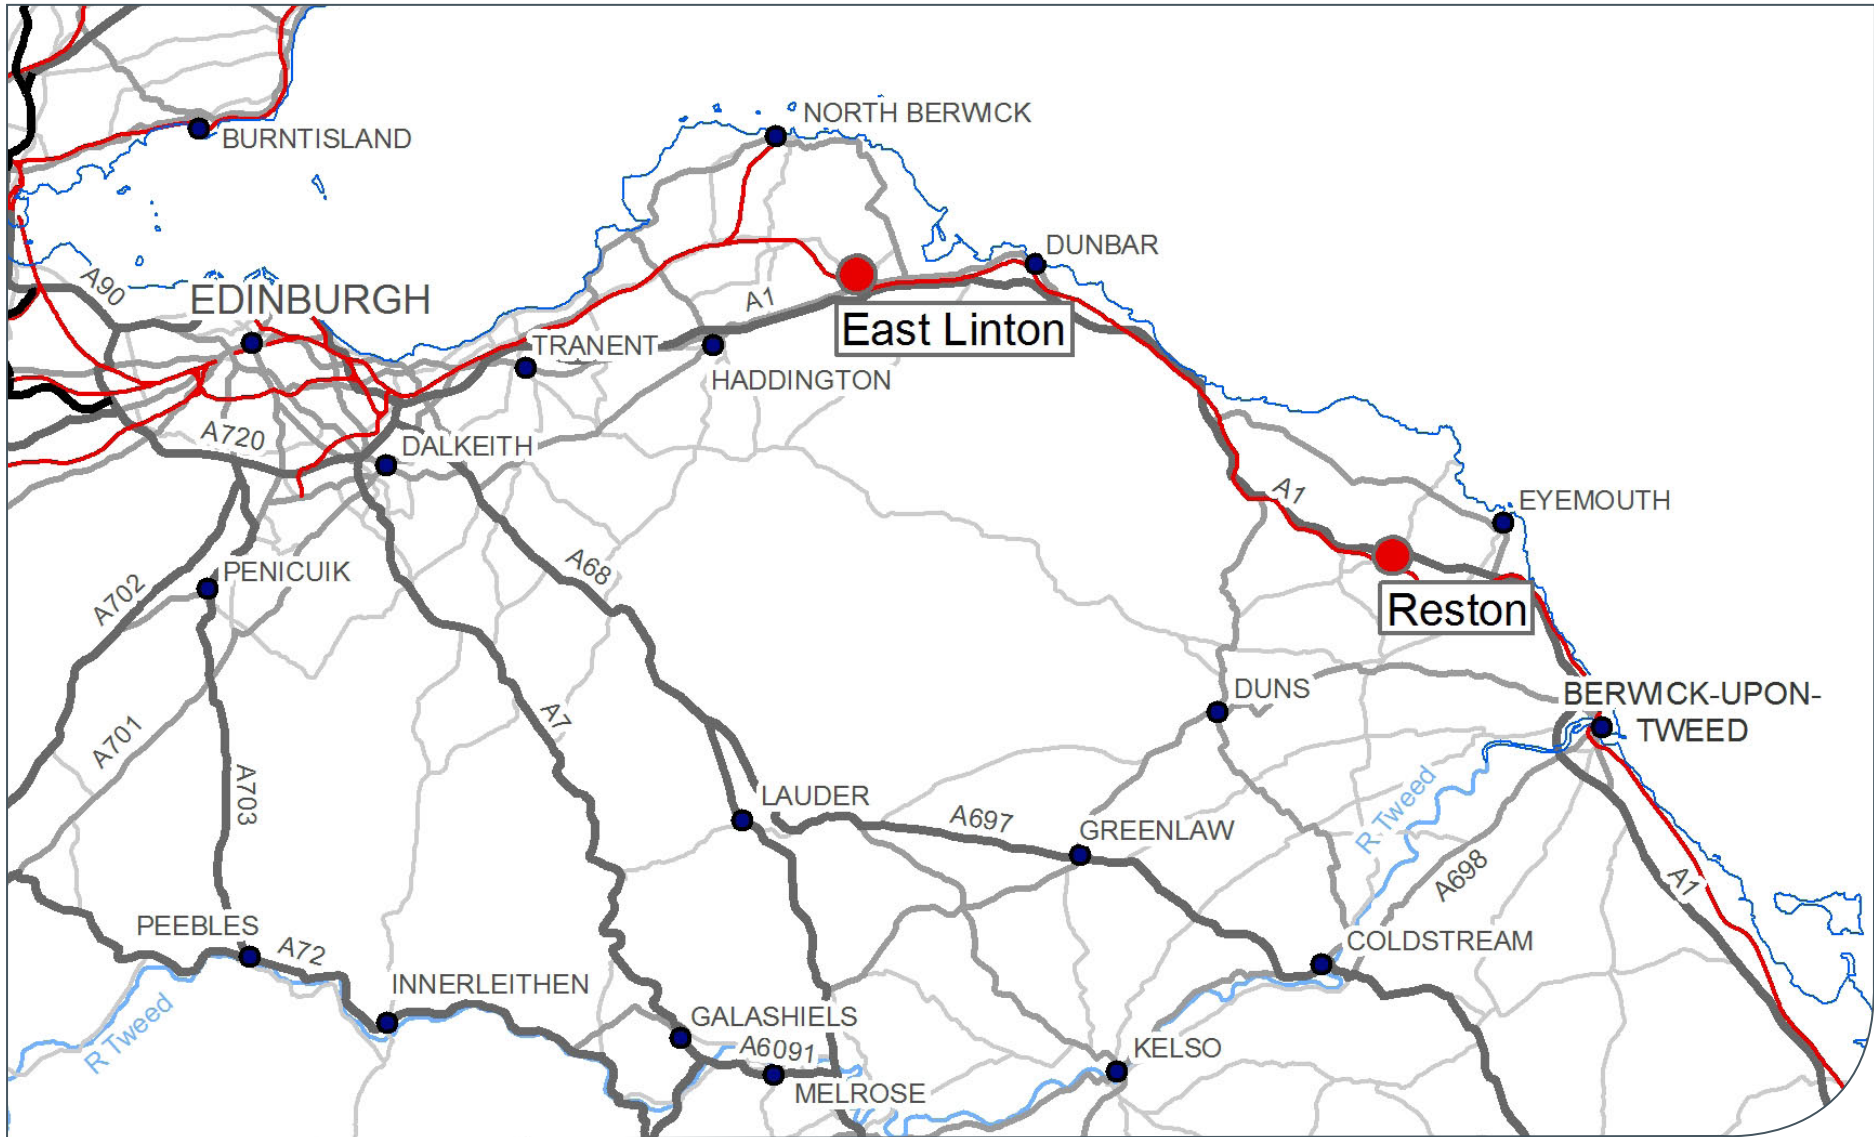 NORTH BERWICK
BURNTISLAND
DUNBAR
A90
EDINBURGH
A1
East Linton
TRANENT
HADDINGTON
A720
DALKEITH
A1
EYEMOUTH
A68
PENICUIK
A702
Reston
DUNS
BERWICK-UPON-
TWEED
A7
A701
A703
LAUDER
A697
GREENLAW
R Tweed
A698
A1
PEEBLES
A72
COLDSTREAM
INNERLEITHEN
GALASHIELS
R Tweed
A6091
KELSO
MELROSE